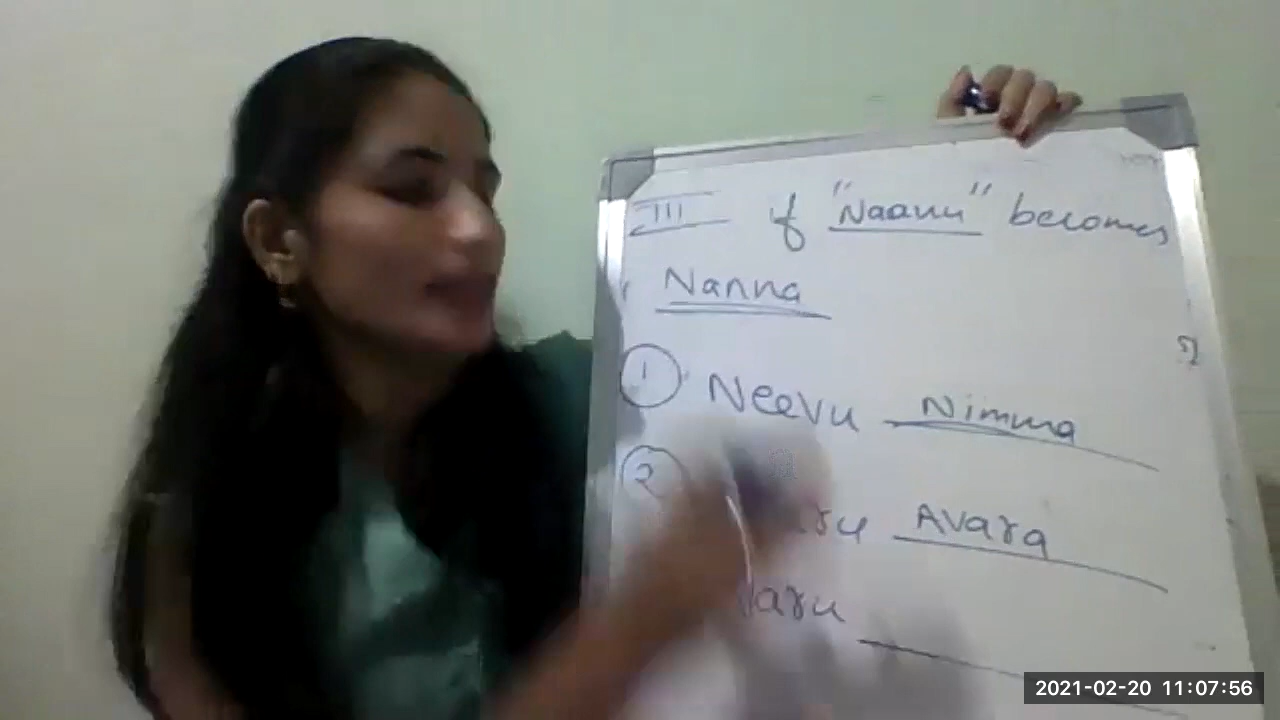 III if "Naanu" becomes
Nanna ?
1 Neevu Nimma
2 Avara
2021-02-20 11:07:56